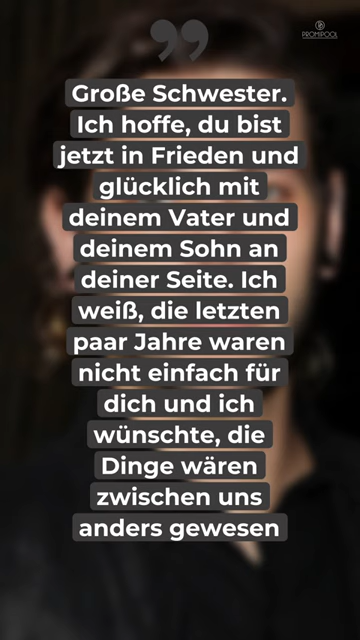 PROMIPOOL
Große Schwester.
Ich hoffe, du bist
jetzt in Frieden und
glücklich mit
deinem Vater und
deinem Sohn an
deiner Seite. Ich
weiß, die letzten
paar Jahre waren
nicht einfach für
dich und ich
wünschte, die
Dinge wären
zwischen uns
anders gewesen